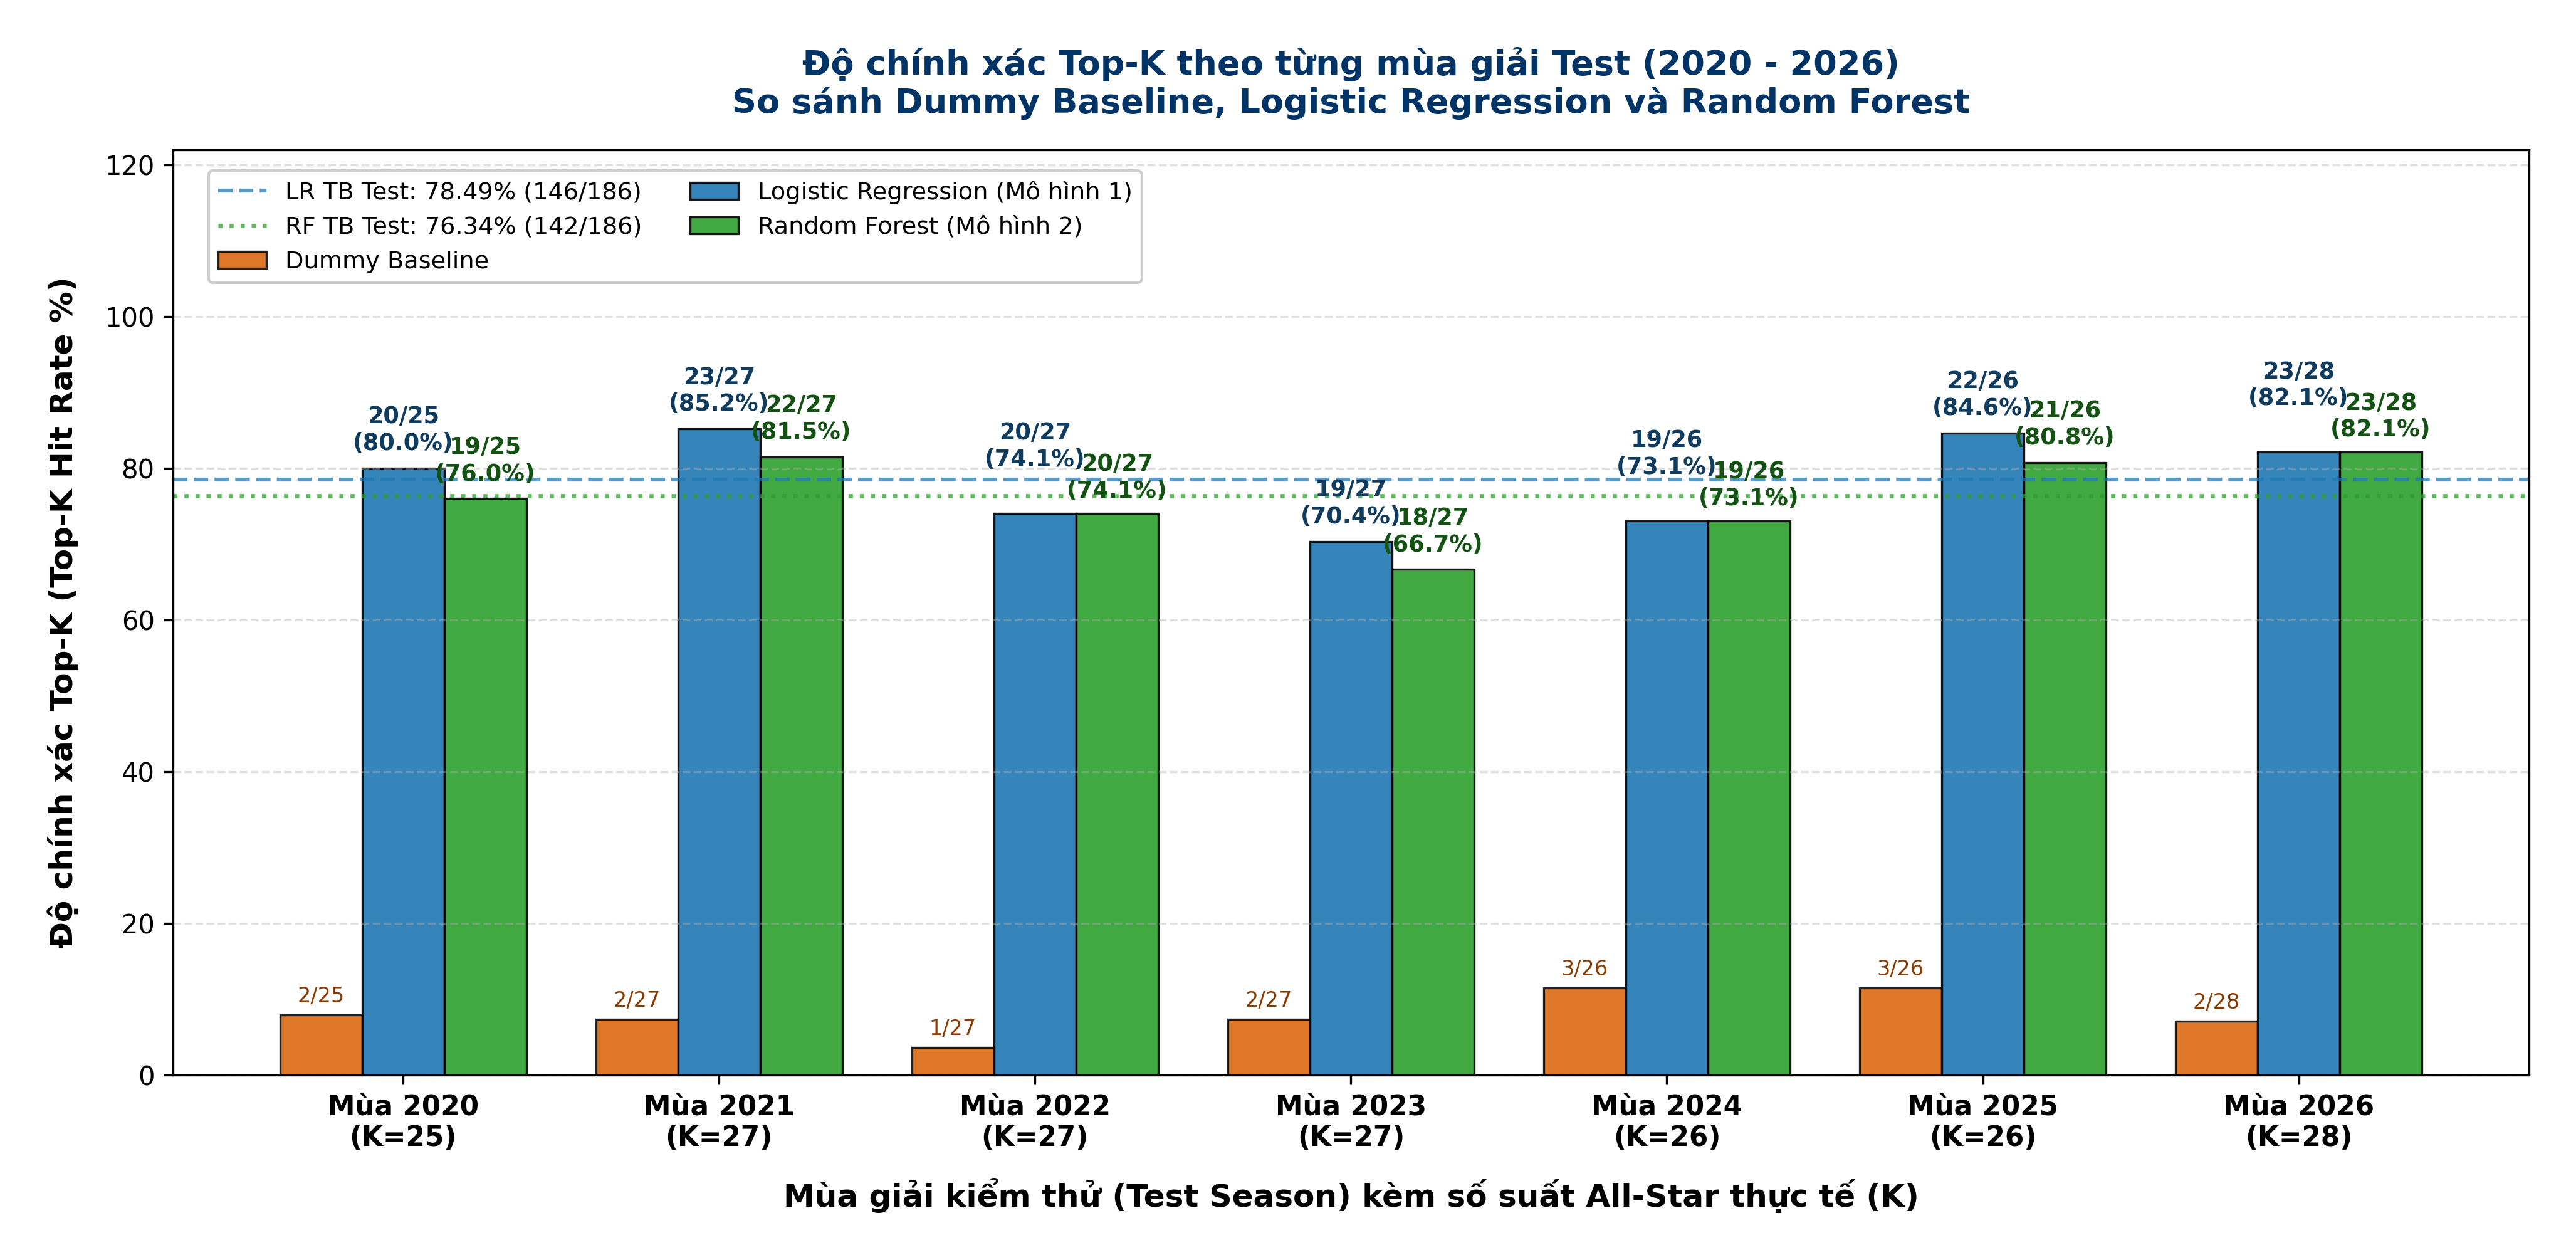 Độ chính xác Top-K theo từng mùa giải Test (2020 - 2026)
So sánh Dummy Baseline, Logistic Regression và Random Forest
Độ chính xác Top-K (Top-K Hit Rate %)
120
100
80
60
40
20
0
LR TB Test: 78.49% (146/186)
RF TB Test: 76.34% (142/186)
Dummy Baseline
Logistic Regression (Mô hình 1)
Random Forest (Mô hình 2)
2/25
20/25
(80.0%)
19/25
(76.0%)
2/27
23/27
(85.2%)
22/27
(81.5%)
1/27
20/27
(74.1%)
20/27
(74.1%)
2/27
19/27
(70.4%)
18/27
(66.7%)
3/26
19/26
(73.1%)
19/26
(73.1%)
3/26
22/26
(84.6%)
21/26
(80.8%)
2/28
23/28
(82.1%)
23/28
(82.1%)
Mùa 2020
(K=25)
Mùa 2021
(K=27)
Mùa 2022
(K=27)
Mùa 2023
(K=27)
Mùa 2024
(K=26)
Mùa 2025
(K=26)
Mùa 2026
(K=28)
Mùa giải kiểm thử (Test Season) kèm số suất All-Star thực tế (K)